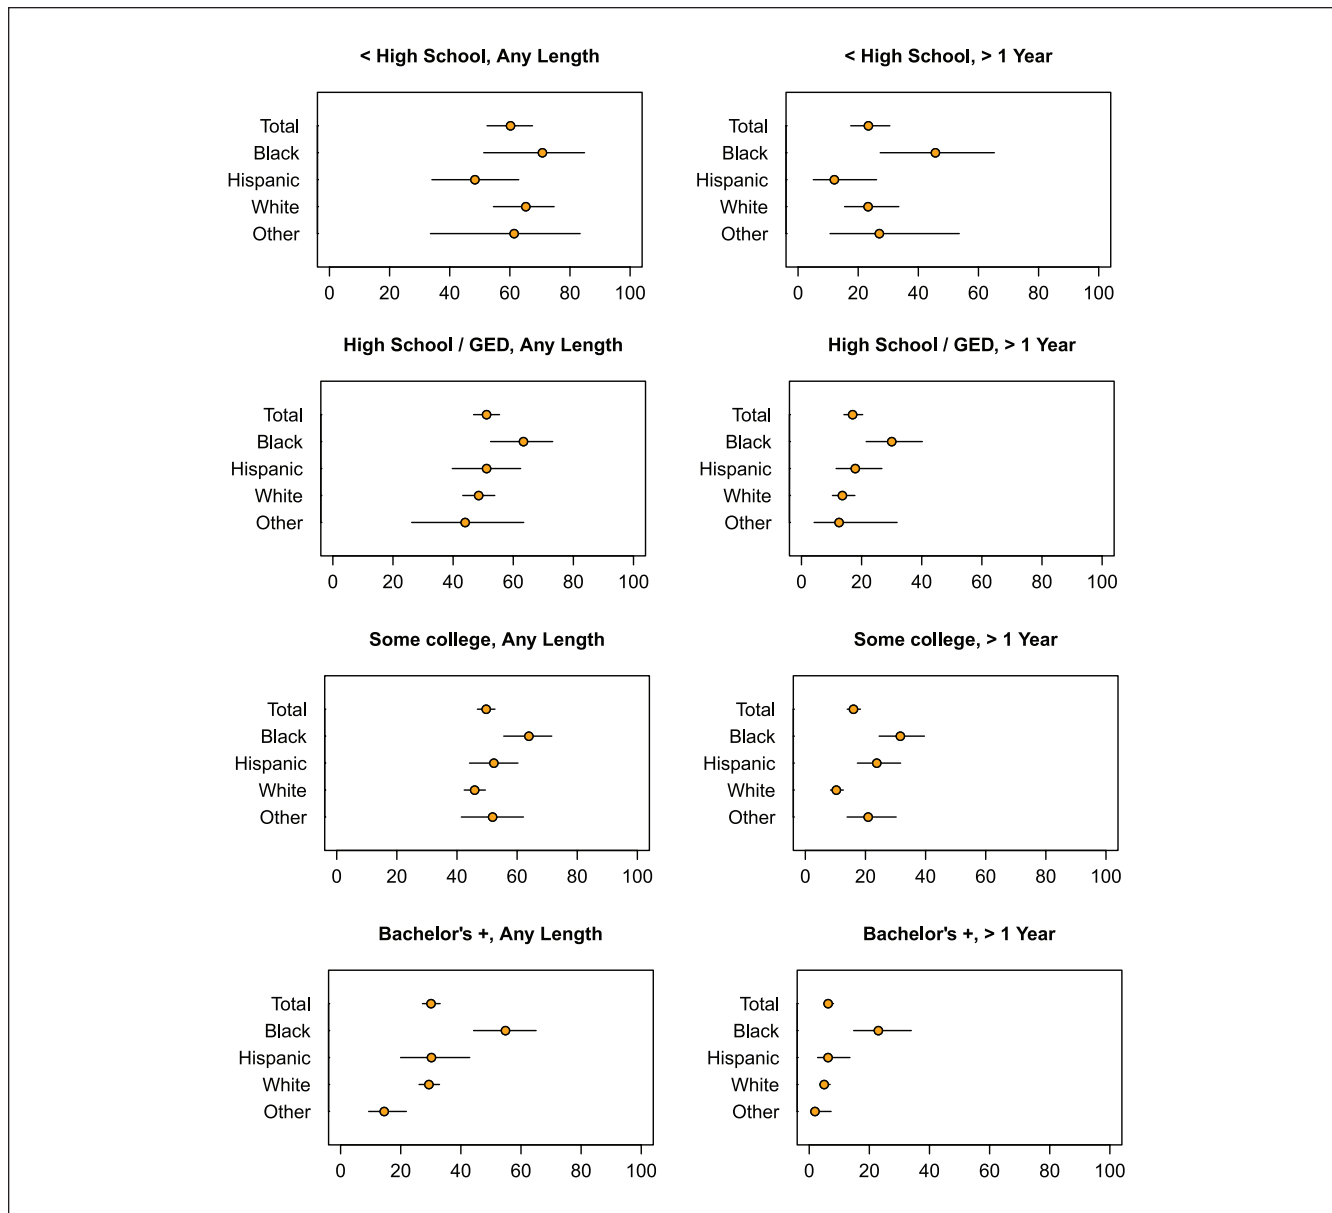 < High School, Any Length
Total
Black
Hispanic
White
Other
0 20 40 60 80 100
< High School, > 1 Year
Total
Black
Hispanic
White
Other
0 20 40 60 80 100
High School / GED, Any Length
Total
Black
Hispanic
White
Other
0 20 40 60 80 100
High School / GED, > 1 Year
Total
Black
Hispanic
White
Other
0 20 40 60 80 100
Some college, Any Length
Total
Black
Hispanic
White
Other
0 20 40 60 80 100
Some college, > 1 Year
Total
Black
Hispanic
White
Other
0 20 40 60 80 100
Bachelor's +, Any Length
Total
Black
Hispanic
White
Other
0 20 40 60 80 100
Bachelor's +, > 1 Year
Total
Black
Hispanic
White
Other
0 20 40 60 80 100